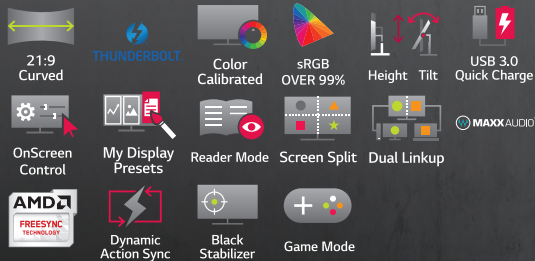 21:9
Curved
THUNDERBOLT
Color
Calibrated
sRGB
OVER 99%
Height Tilt
USB 3.0
Quick Charge
OnScreen
Control
My Display
Presets
Reader Mode
Screen Split
Dual Linkup
MAXXAUDIO
AMD
FREESYNC
TECHNOLOGY
Dynamic
Action Sync
Black
Stabilizer
Game Mode